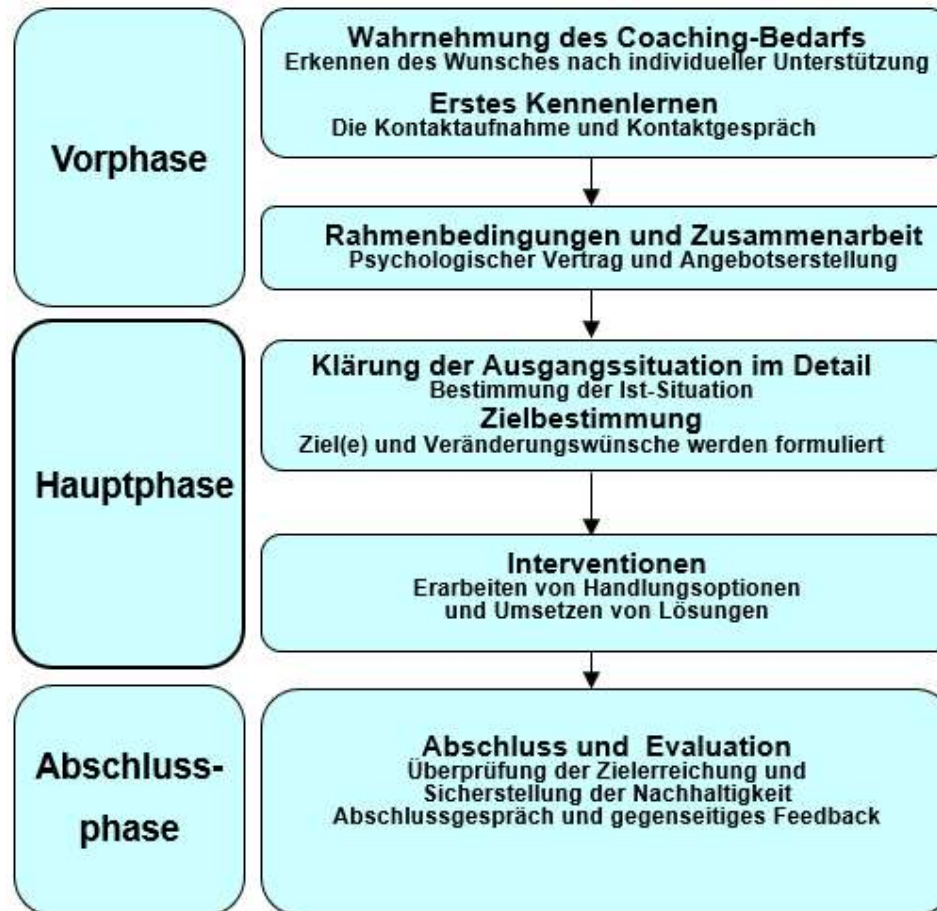 Vorphase
Wahrnehmung des Coaching-Bedarfs
Erkennen des Wunsches nach individueller Unterstützung
Erstes Kennenlernen
Die Kontaktaufnahme und Kontaktgespräch
Rahmenbedingungen und Zusammenarbeit
Psychologischer Vertrag und Angebotserstellung
Hauptphase
Klärung der Ausgangssituation im Detail
Bestimmung der Ist-Situation
Zielbestimmung
Ziel(e) und Veränderungswünsche werden formuliert
Interventionen
Erarbeiten von Handlungsoptionen
und Umsetzen von Lösungen
Abschluss-
phase
Abschluss und Evaluation
Überprüfung der Zielerreichung und
Sicherstellung der Nachhaltigkeit
Abschlussgespräch und gegenseitiges Feedback